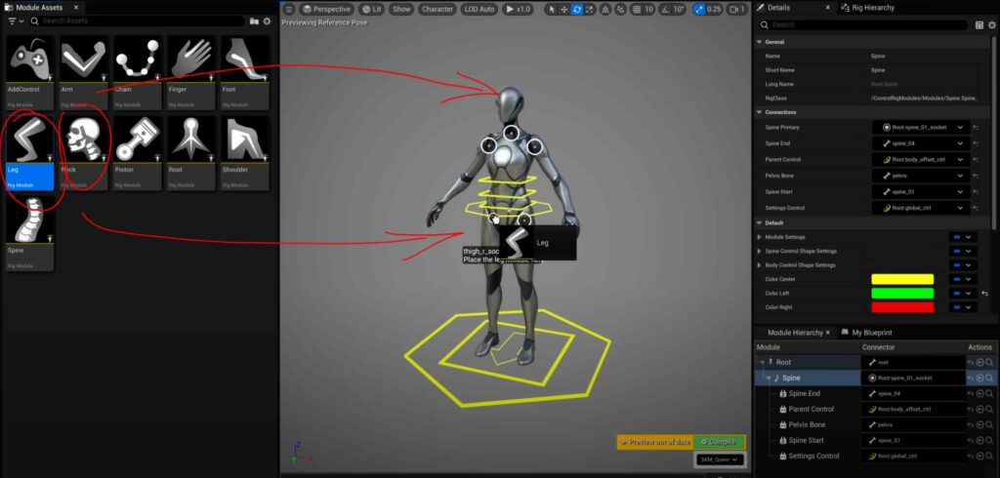 Module Assets ×
Search Assets
AddControl
Rig Module
Arm
Rig Module
Chain
Rig Module
Finger
Rig Module
Foot
Rig Module
Leg
Rig Module
Neck
Rig Module
Piston
Rig Module
Root
Rig Module
Shoulder
Rig Module
Spine
Rig Module
Perspective Lit Show Character LOD Auto x1.0 10 10° 0.25 1
Previewing Reference Pose
Leg
thigh_r_soc
Place the leg module her
Z
Y X
Preview out of date Compile
SKM_Quinn
Details × Rig Hierarchy
Search
General
Name Spine
Short Name Spine
Long Name Root:Spine
RigClass /ControlRigModules/Modules/Spine.Spine_
Connections
Spine Primary Root:spine_01_socket
Spine End spine_04
Parent Control Root:body_offset_ctrl
Pelvis Bone pelvis
Spine Start spine_01
Settings Control Root:global_ctrl
Default
Module Settings
Spine Control Shape Settings
Body Control Shape Settings
Color Center
Color Left
Color Right
Module Hierarchy × My Blueprint
Module Connector Actions
Root root
Spine Root:spine_01_socket
Spine End spine_04
Parent Control Root:body_offset_ctrl
Pelvis Bone pelvis
Spine Start spine_01
Settings Control Root:global_ctrl